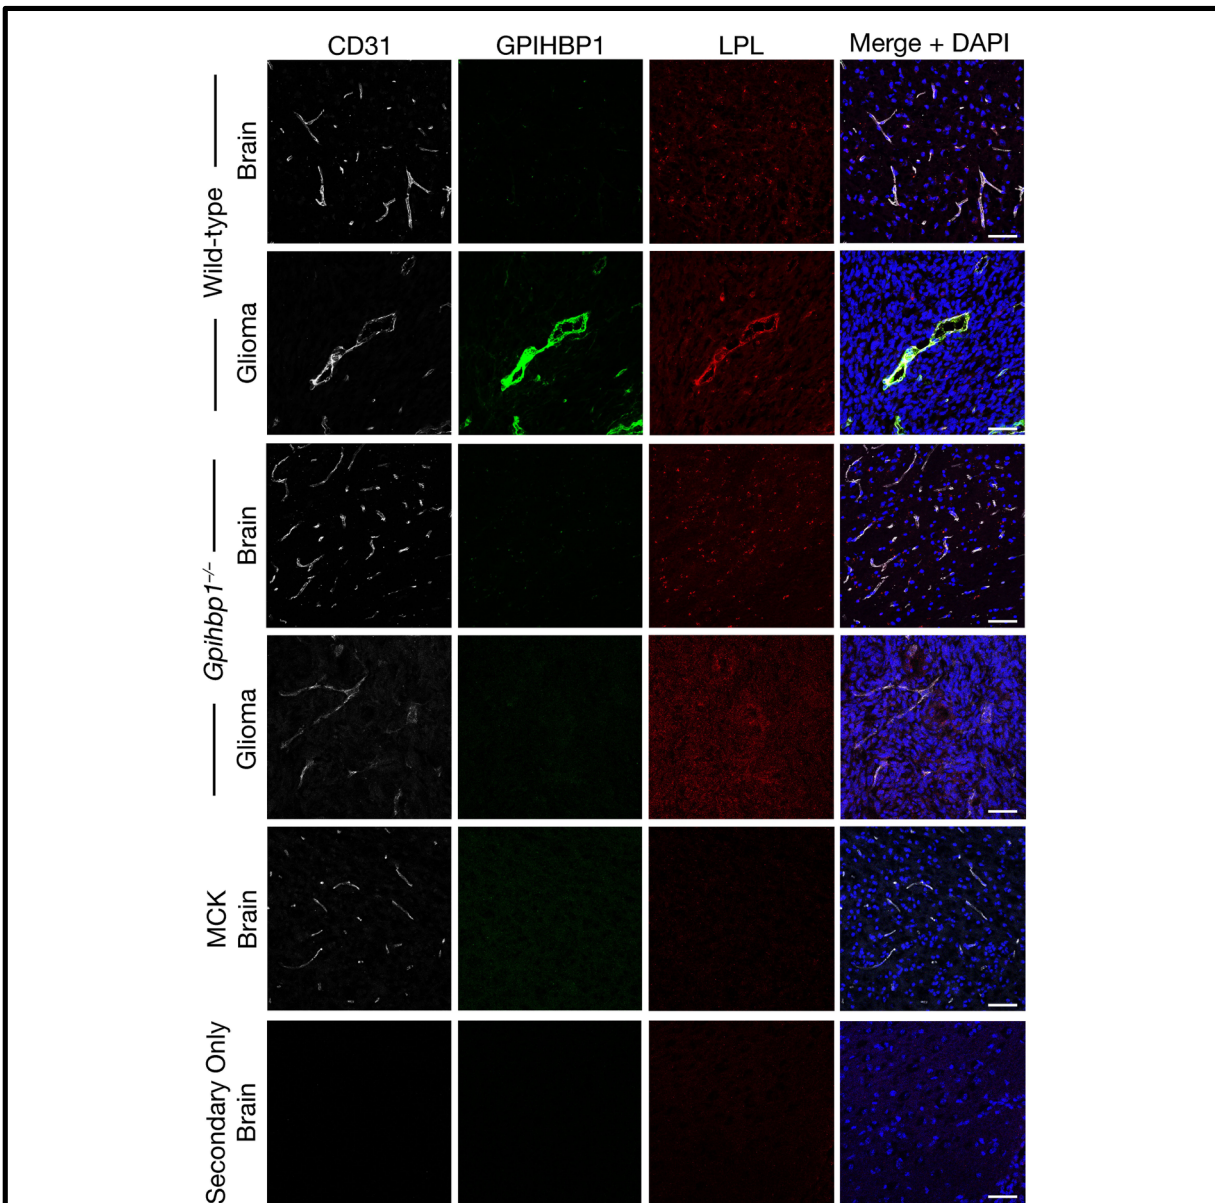 CD31 GPIHBP1 LPL Merge + DAPI
Wild-type
Brain
Glioma
Gpihbp1⁻/⁻
Brain
Glioma
MCK
Brain
Secondary Only
Brain